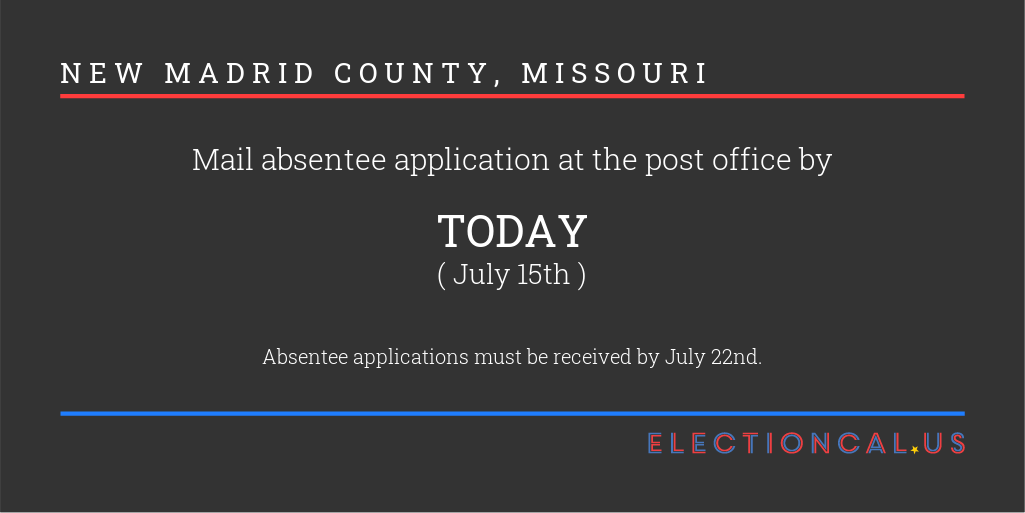 NEW MADRID COUNTY, MISSOURI
Mail absentee application at the post office by
TODAY
( July 15th )
Absentee applications must be received by July 22nd.
ELECTIONCAL.US